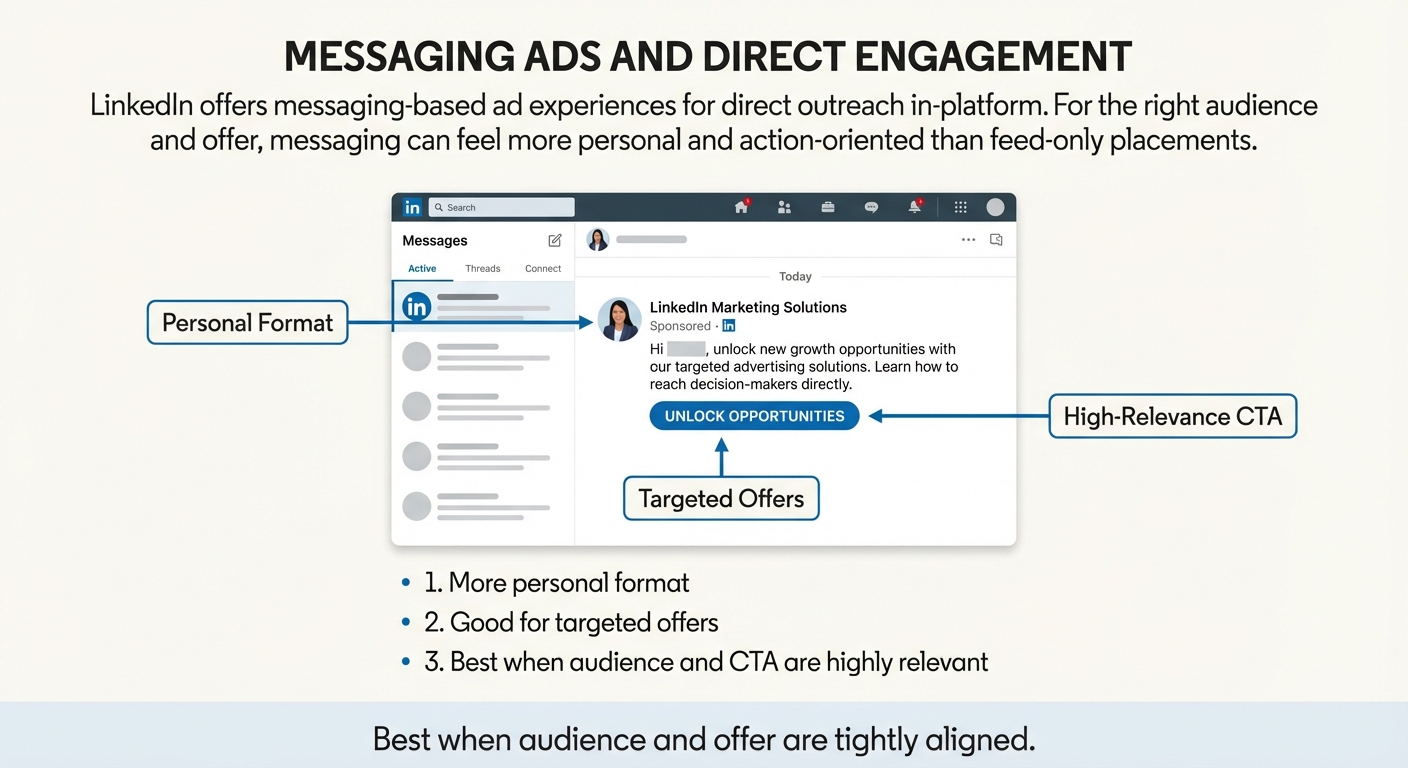 MESSAGING ADS AND DIRECT ENGAGEMENT
LinkedIn offers messaging-based ad experiences for direct outreach in-platform. For the right audience
and offer, messaging can feel more personal and action-oriented than feed-only placements.
in
Search
Messages
Active Threads Connect
in
Today
LinkedIn Marketing Solutions
Sponsored · in
Hi , unlock new growth opportunities with
our targeted advertising solutions. Learn how to
reach decision-makers directly.
UNLOCK OPPORTUNITIES
Personal Format
High-Relevance CTA
Targeted Offers
• 1. More personal format
• 2. Good for targeted offers
• 3. Best when audience and CTA are highly relevant
Best when audience and offer are tightly aligned.